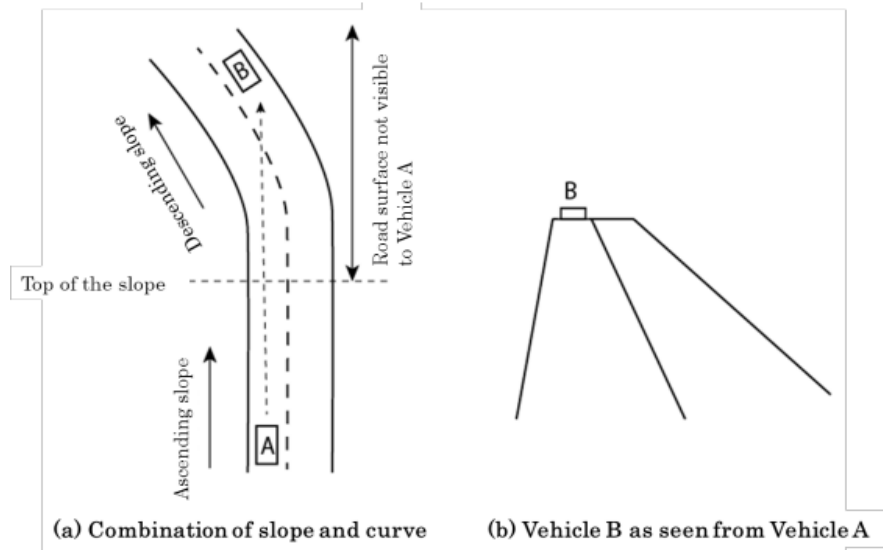 B
Descending slope
Road surface not visible
to Vehicle A
B
Top of the slope
Ascending slope
A
(a) Combination of slope and curve
(b) Vehicle B as seen from Vehicle A